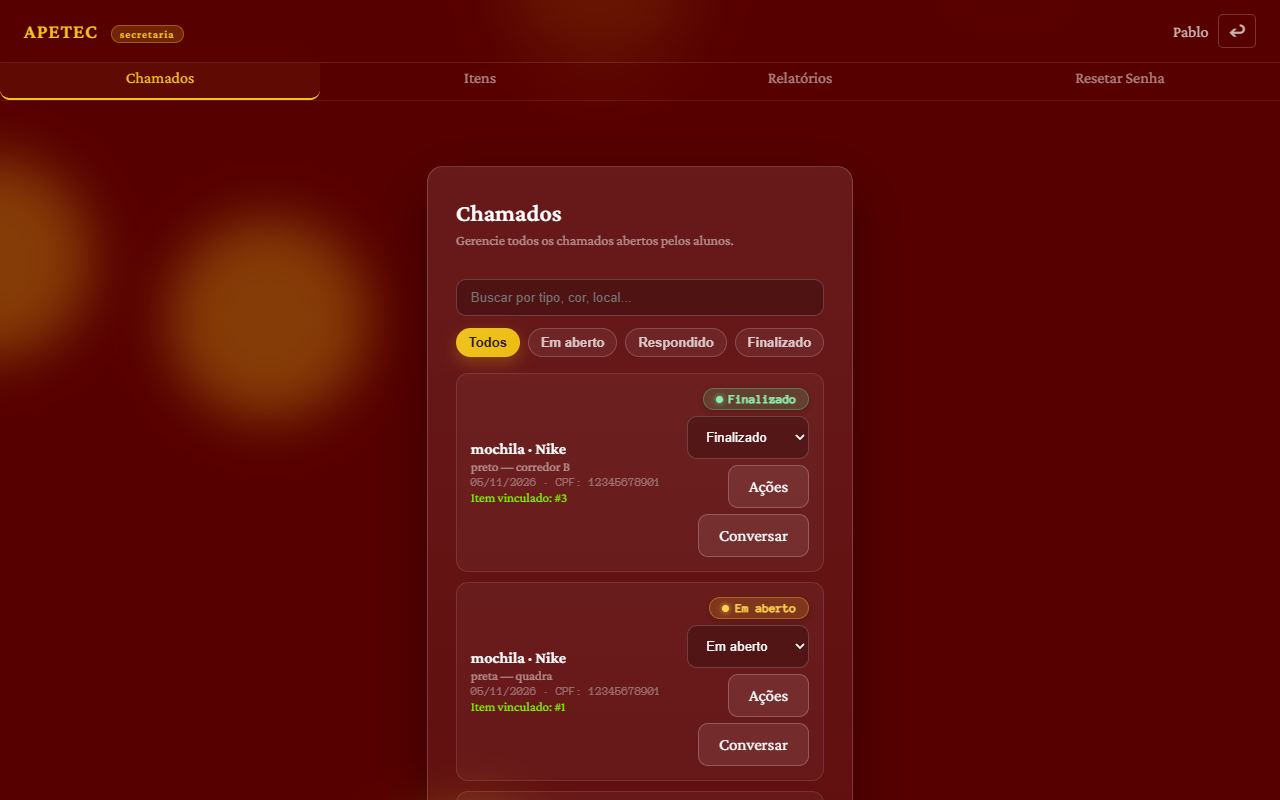 APETEC secretaria
Pablo
Chamados Itens Relatórios Resetar Senha
Chamados
Gerencie todos os chamados abertos pelos alunos.
Buscar por tipo, cor, local...
Todos Em aberto Respondido Finalizado
Finalizado
Finalizado
mochila · Nike
preto — corredor B
05/11/2026 · CPF: 12345678901
Item vinculado: #3
Ações
Conversar
Em aberto
Em aberto
mochila · Nike
preta — quadra
05/11/2026 · CPF: 12345678901
Item vinculado: #1
Ações
Conversar